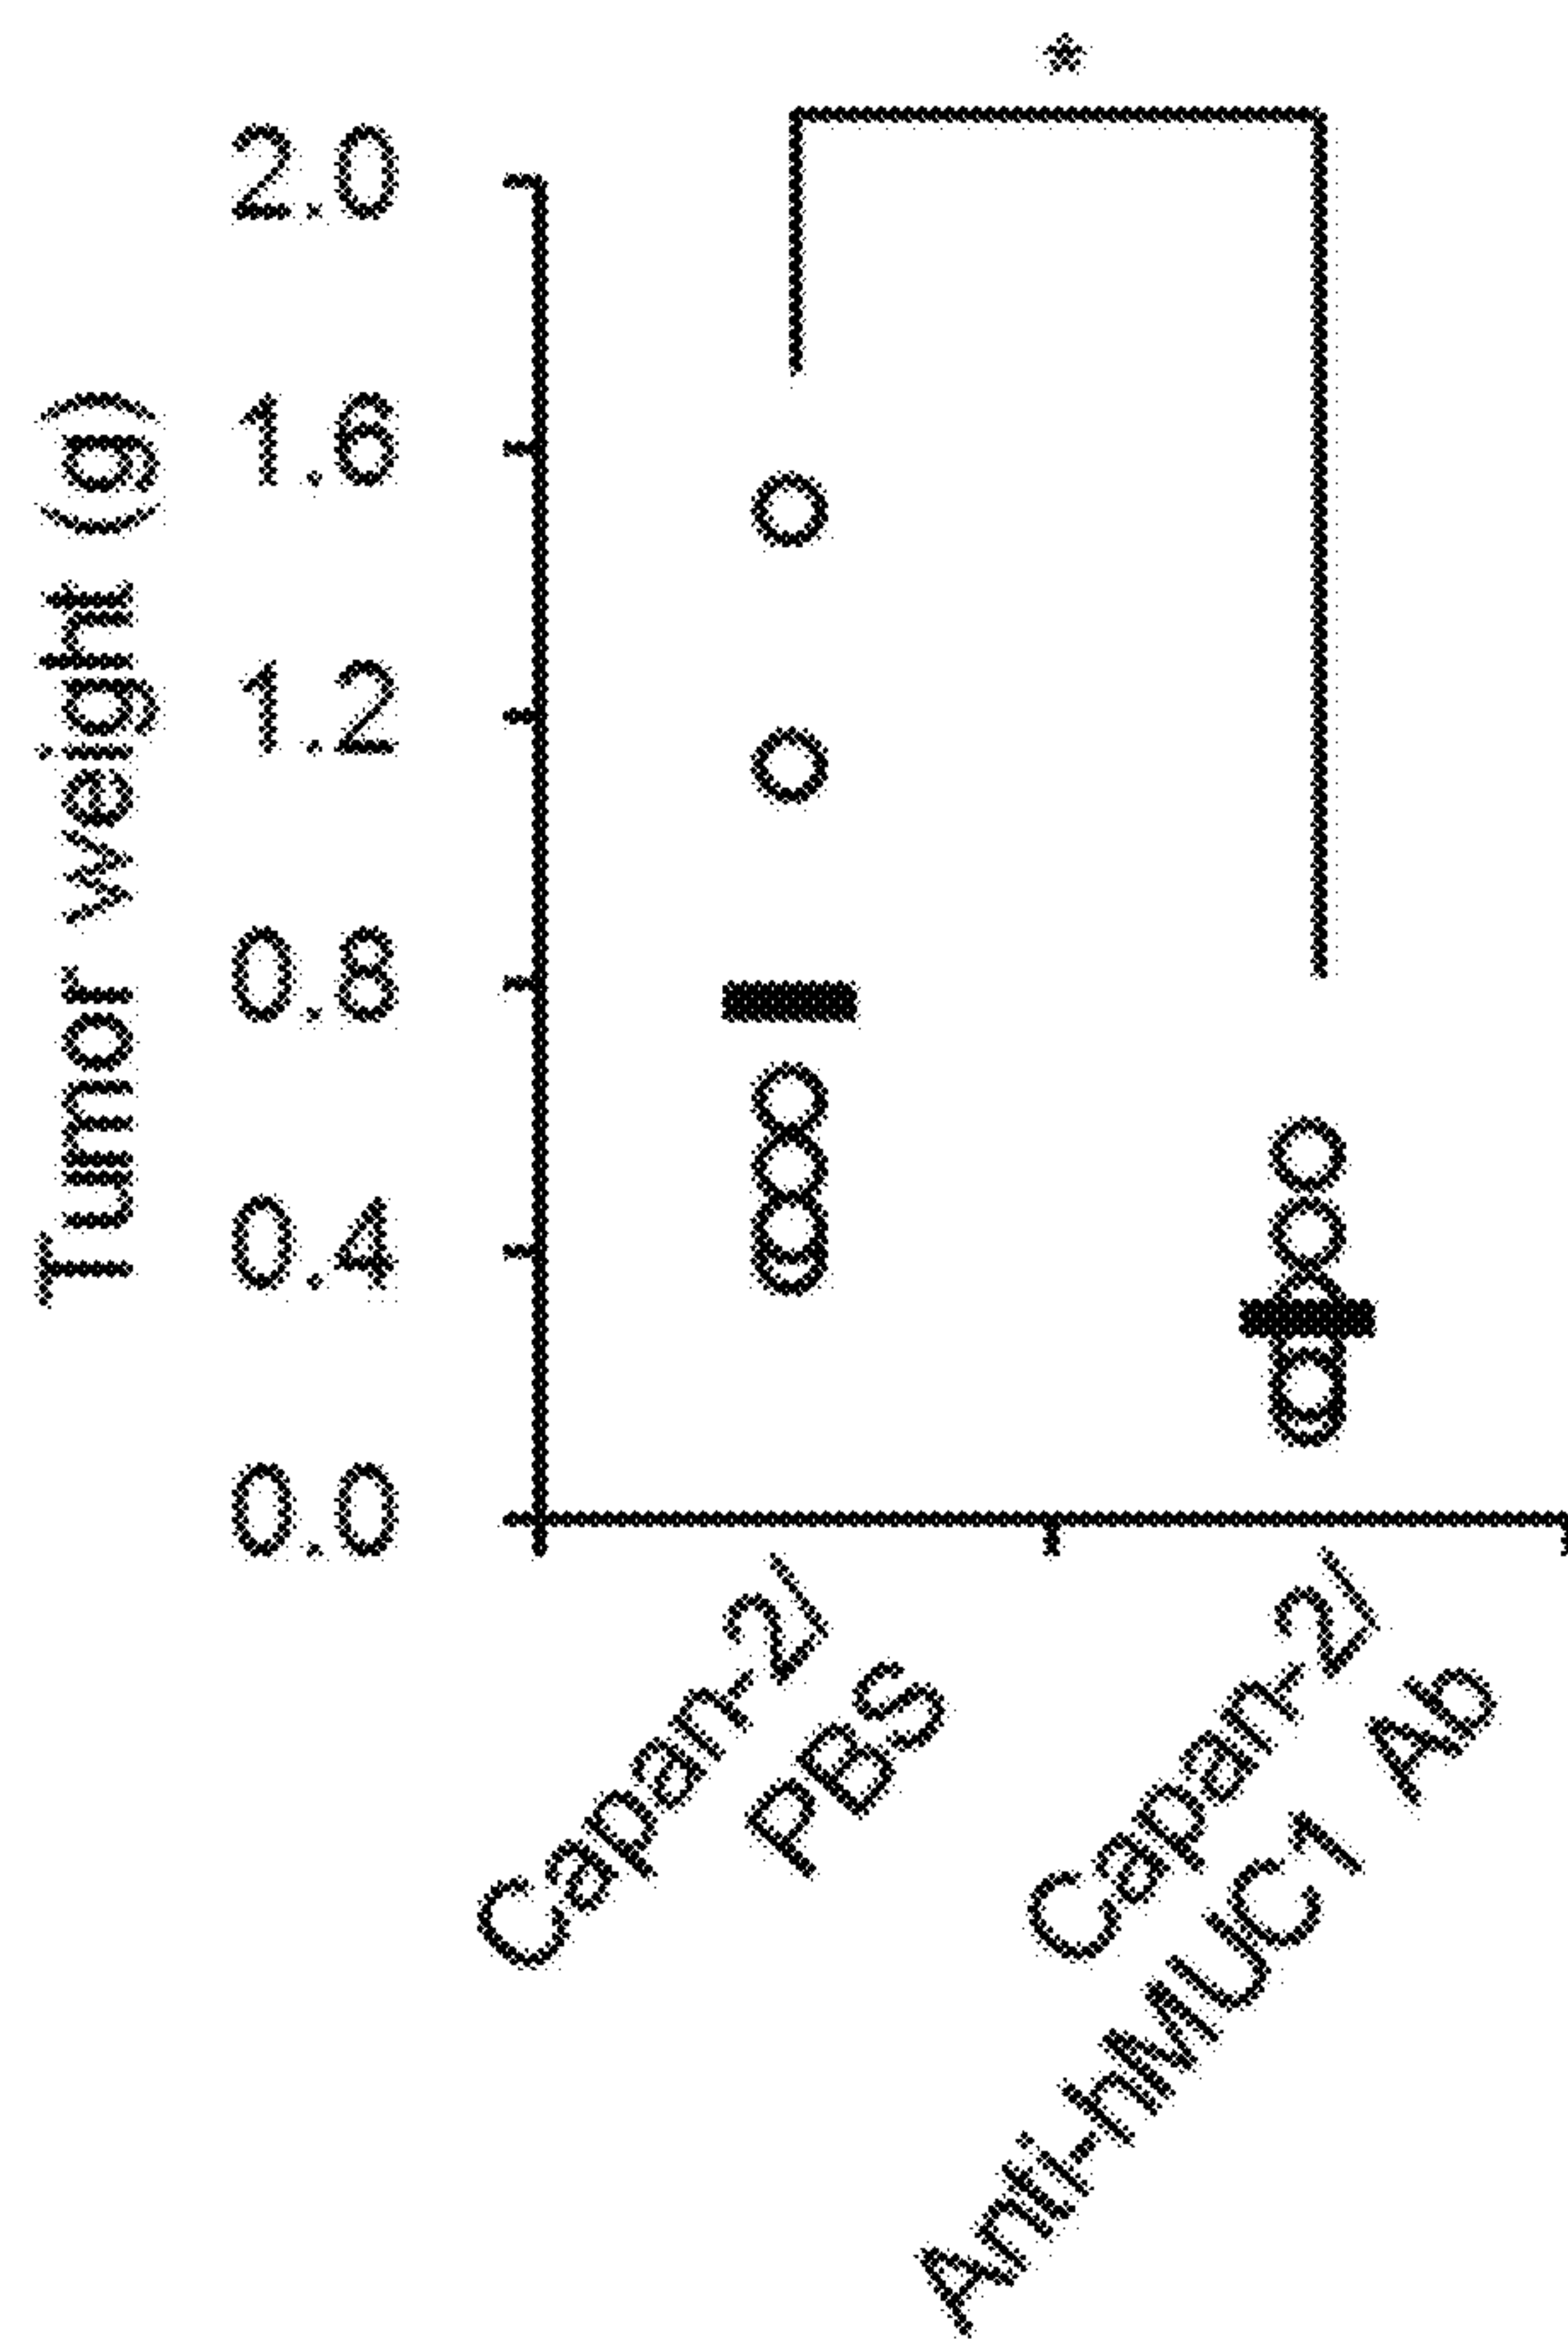 *
2.0
1.6
1.2
0.8
0.4
0.0
Tumor weight (g)
Capan-2/
PBS
Capan-2/
Anti-hMUC1 Ab